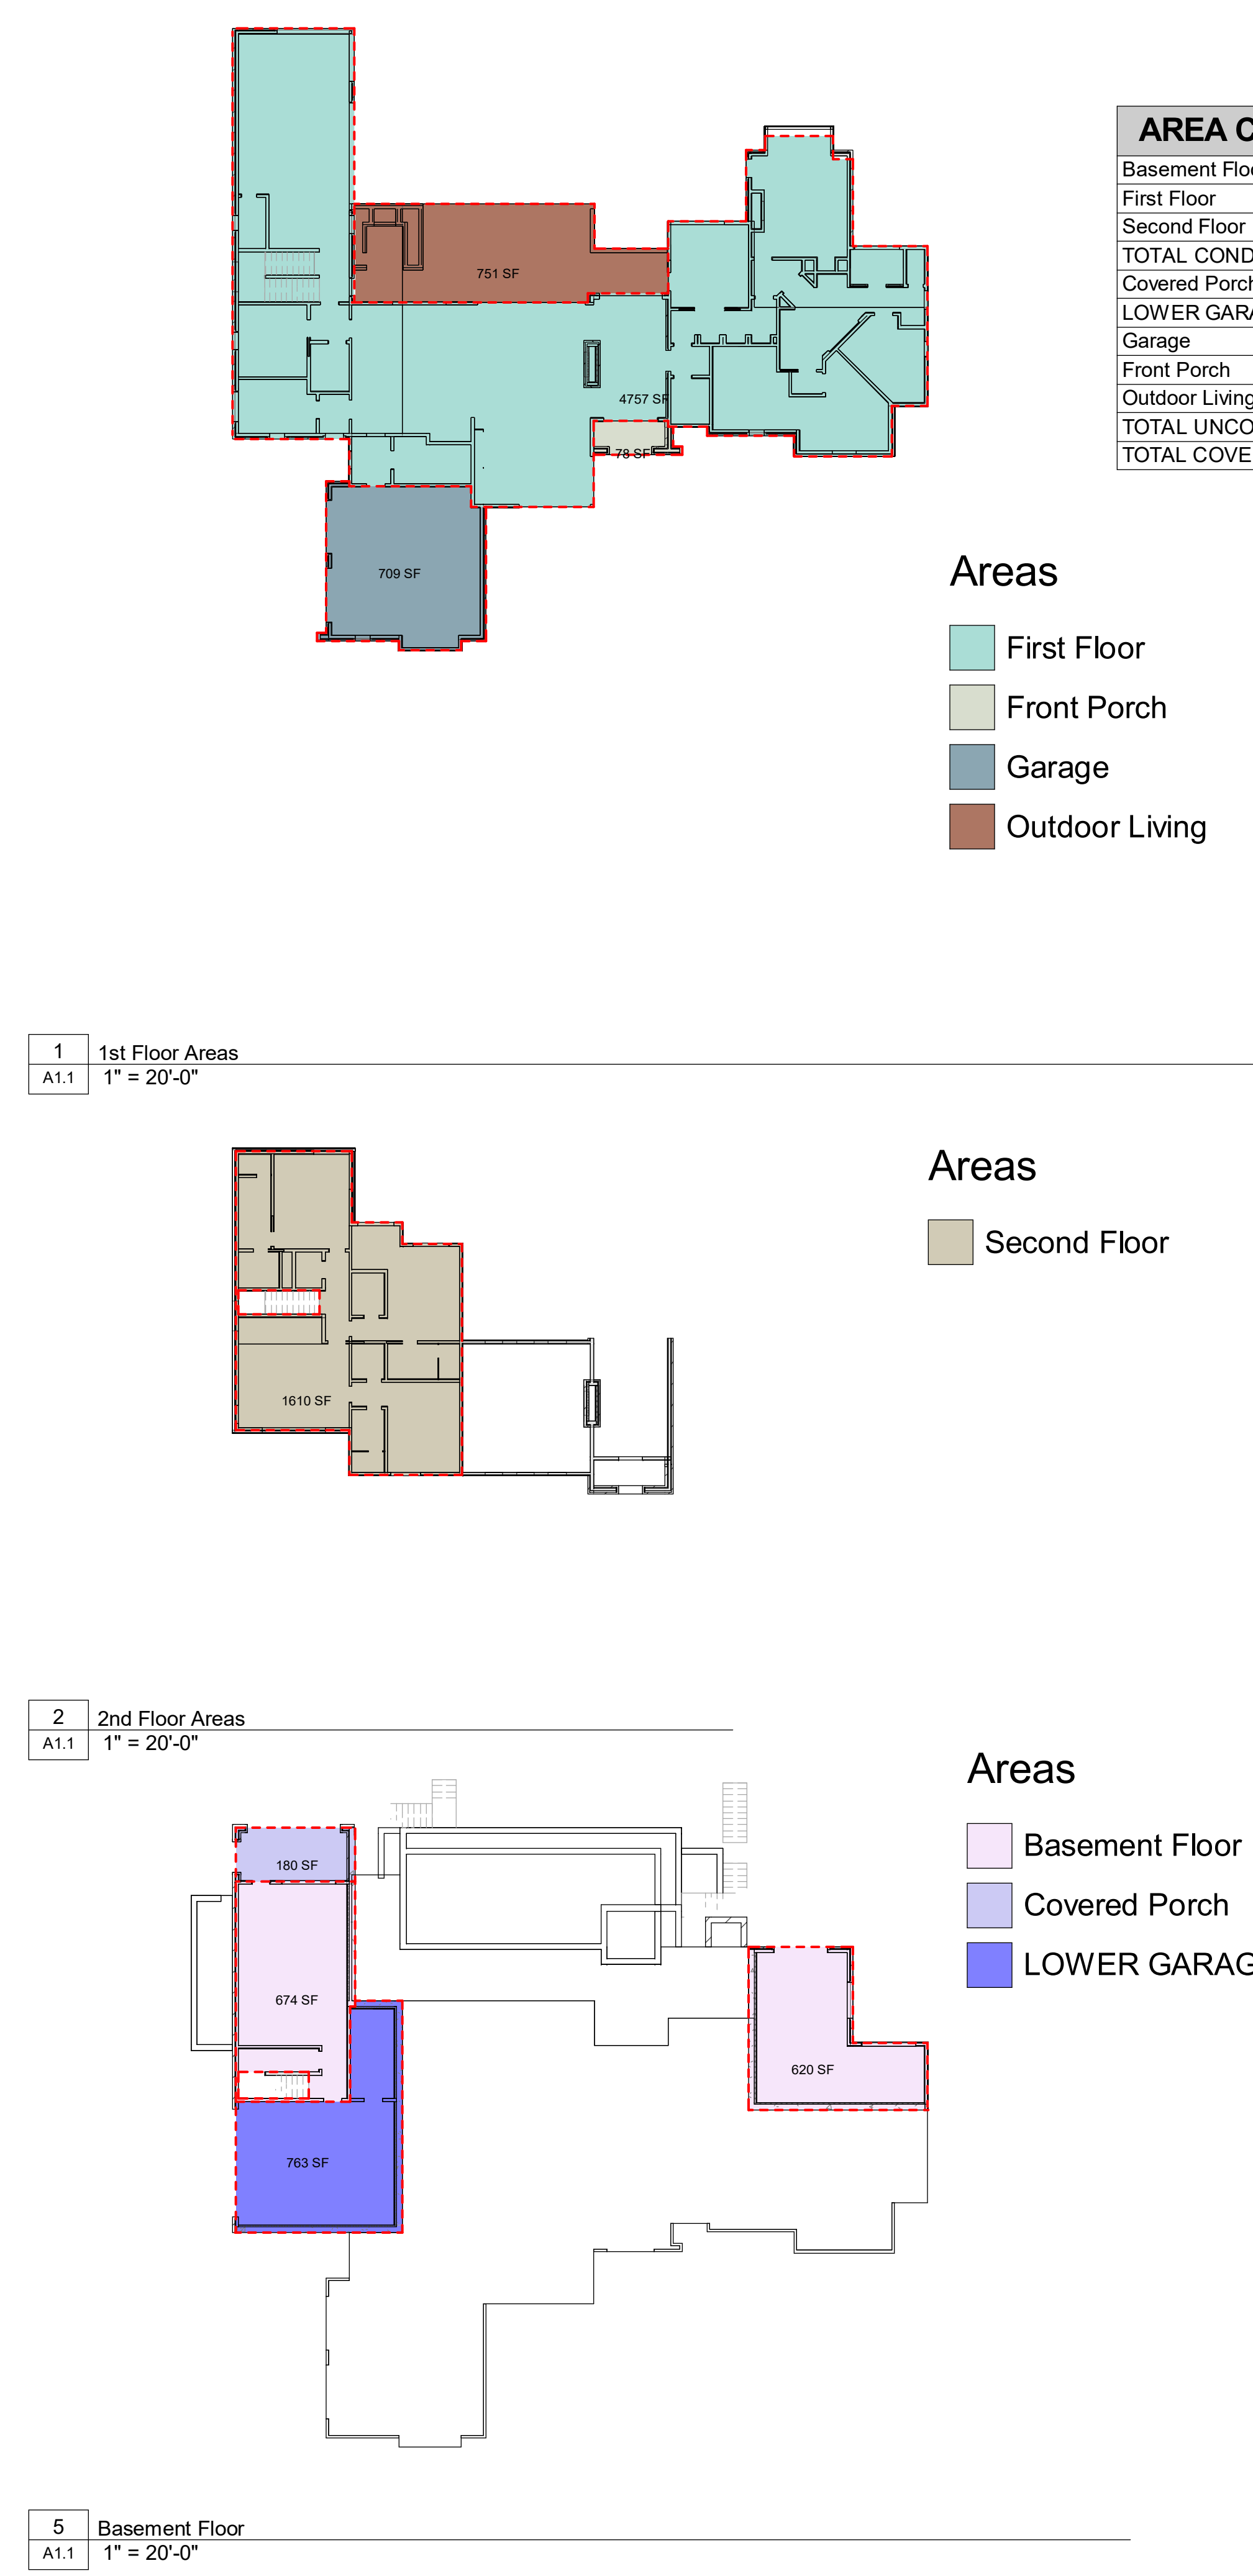 AREA C
Basement Floo
First Floor
Second Floor
TOTAL COND
Covered Porch
LOWER GARA
Garage
Front Porch
Outdoor Living
TOTAL UNCO
TOTAL COVE
751 SF
4757 SF
78 SF
709 SF
Areas
First Floor
Front Porch
Garage
Outdoor Living
1
1st Floor Areas
A1.1
1" = 20'-0"
Areas
Second Floor
1610 SF
2
2nd Floor Areas
A1.1
1" = 20'-0"
Areas
Basement Floor
Covered Porch
LOWER GARAG
180 SF
674 SF
620 SF
763 SF
5
Basement Floor
A1.1
1" = 20'-0"